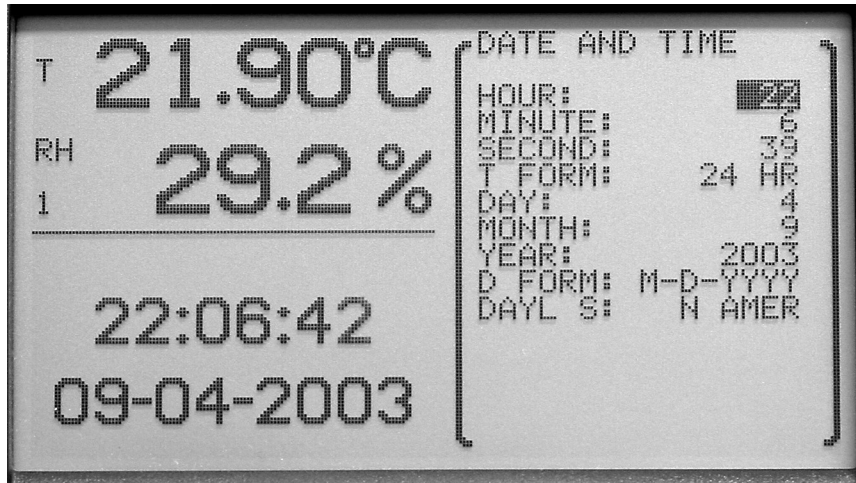 T 21.90°C
RH 29.2 %
1
22:06:42
09-04-2003
DATE AND TIME
HOUR: 22
MINUTE: 6
SECOND: 39
T FORM: 24 HR
DAY: 4
MONTH: 9
YEAR: 2003
D FORM: M-D-YYYY
DAYL S: N AMER